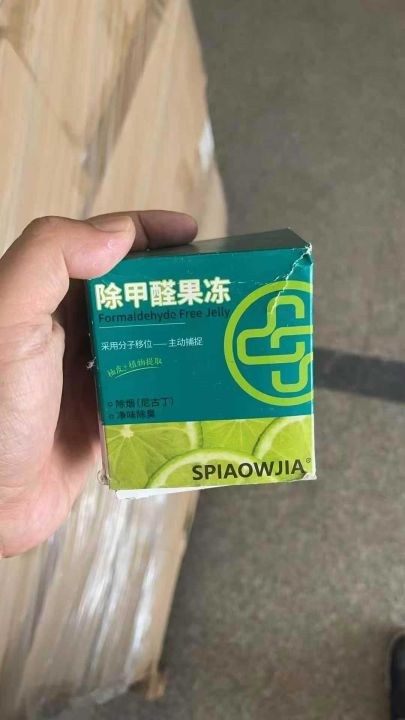 除甲醛果冻
Formaldehyde Free Jelly
采用分子移位——主动捕捉
柚皮+植物提取
除烟(尼古丁)
净味除臭
SPIAOWJIA®